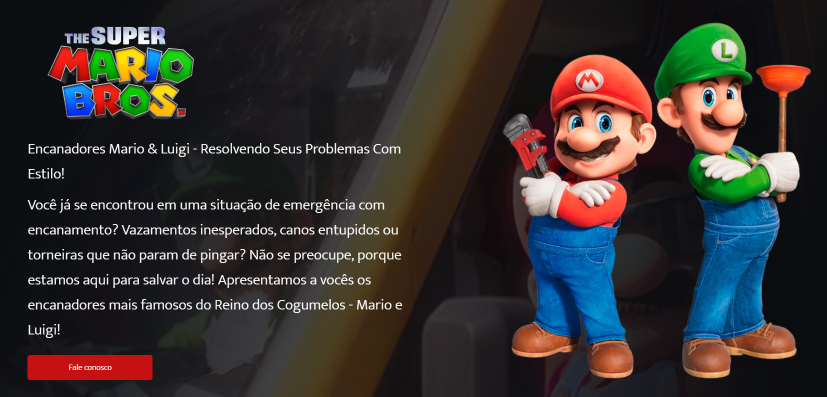 THE SUPER
MARIO
BROS.
Encanadores Mario & Luigi - Resolvendo Seus Problemas Com
Estilo!
Você já se encontrou em uma situação de emergência com
encanamento? Vazamentos inesperados, canos entupidos ou
torneiras que não param de pingar? Não se preocupe, porque
estamos aqui para salvar o dia! Apresentamos a vocês os
encanadores mais famosos do Reino dos Cogumelos - Mario e
Luigi!
Fale conosco
M
L